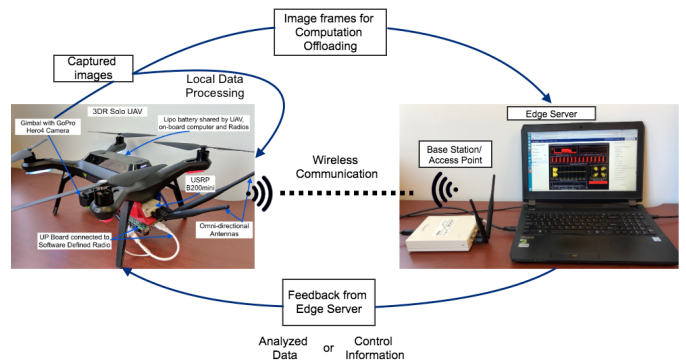 Image frames for
Computation
Offloading
Captured
images
Local Data
Processing
3DR Solo UAV
Gimbal with GoPro
Hero4 Camera
Lipo battery shared by UAV,
on-board computer and Radios
USRP
B200mini
Omni-directional
Antennas
UP Board connected to
Software Defined Radio
Wireless
Communication
Edge Server
Base Station/
Access Point
Feedback from
Edge Server
Analyzed
Data
or
Control
Information